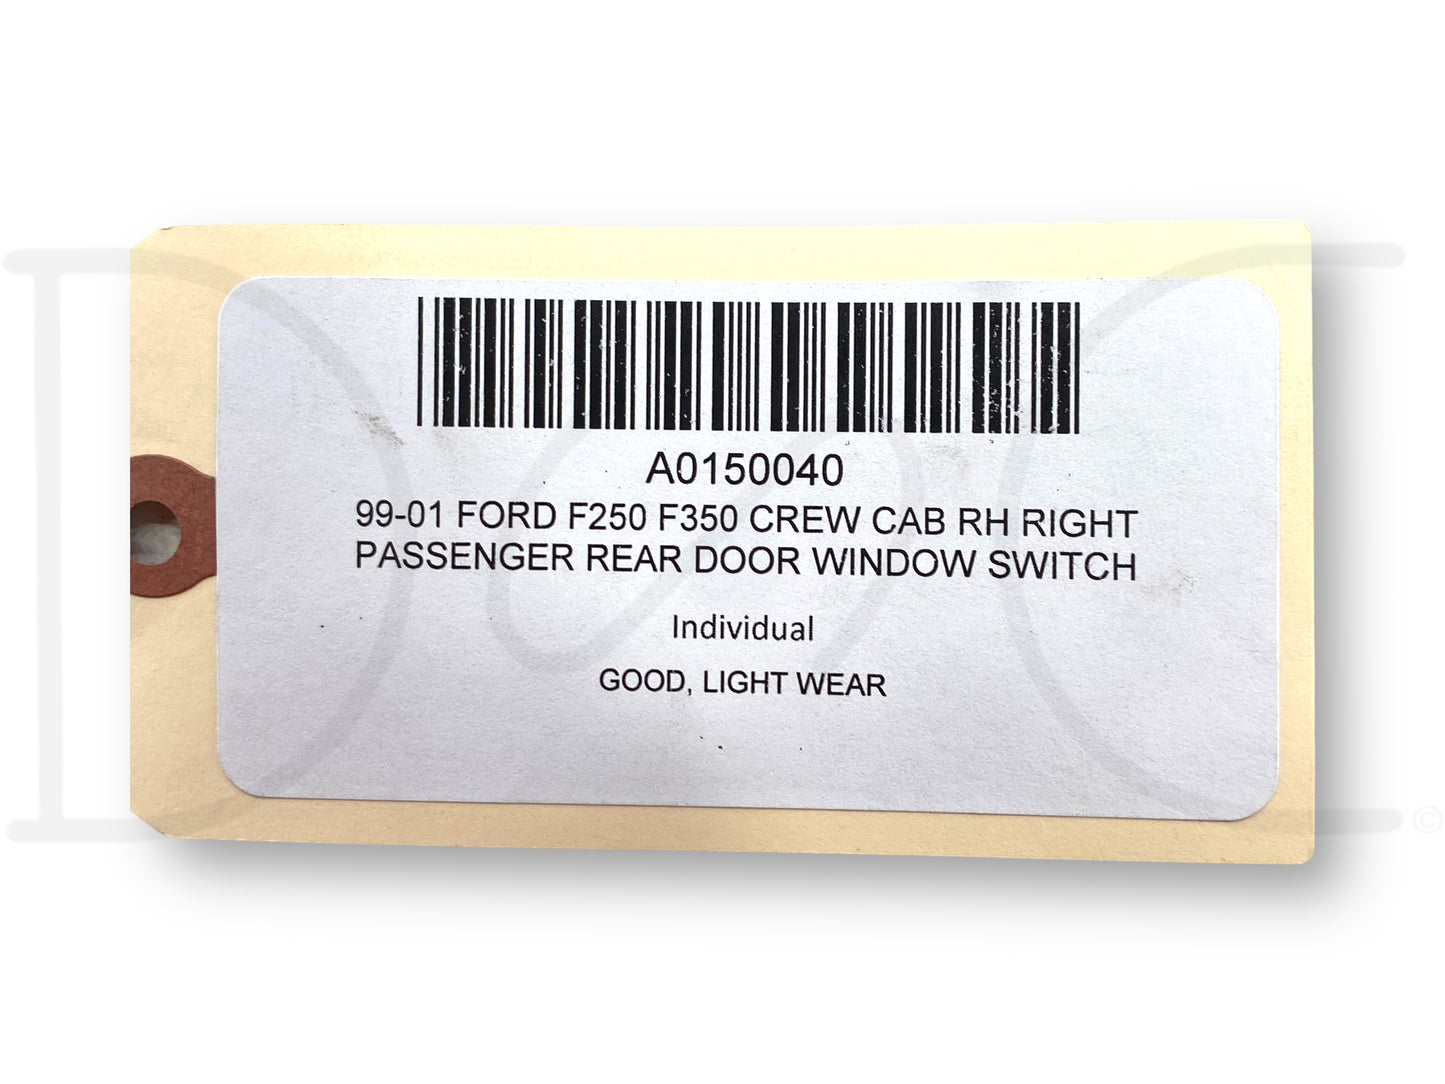 A0150040
99-01 FORD F250 F350 CREW CAB RH RIGHT
PASSENGER REAR DOOR WINDOW SWITCH
Individual
GOOD, LIGHT WEAR
©